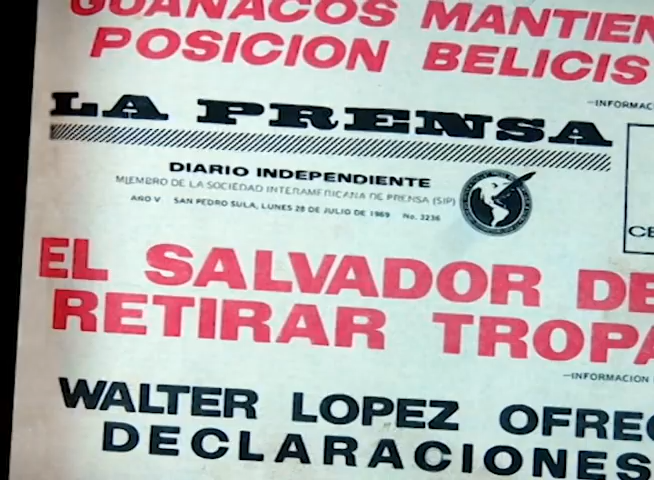 GUANACOS MANTIEN
POSICION BELICIS
—INFORMAC
LA PRENSA
DIARIO INDEPENDIENTE
MIEMBRO DE LA SOCIEDAD INTERAMERICANA DE PRENSA (SIP)
AÑO V SAN PEDRO SULA, LUNES 28 DE JULIO DE 1969 No. 3236
CE
EL SALVADOR DE
RETIRAR TROPA
—INFORMACION
WALTER LOPEZ OFREC
DECLARACIONES